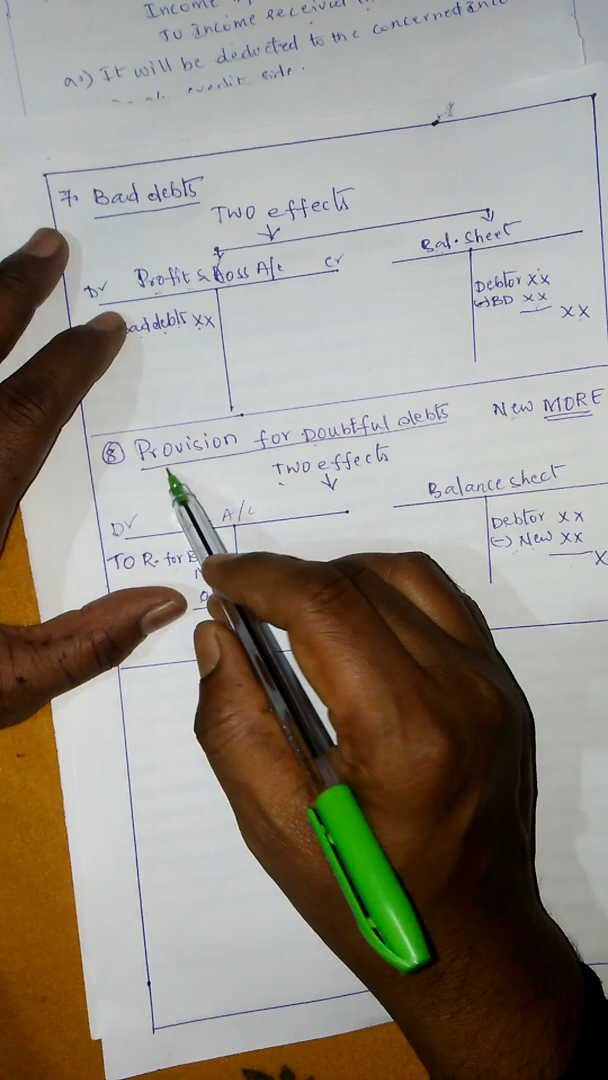 Income
TO Income received
a.) It will be deducted to the concerned
credit side.
7. Bad debts
TWO effects
Dr Profit & Loss A/c Cr
Bal. Sheet
Bad debts XX
Debtor XX
(-) BD XX
XX
8 Provision for Doubtful debts New MORE
TWO effects
Balance sheet
Dr A/c
Debtor XX
TO R. for
(-) New XX
X